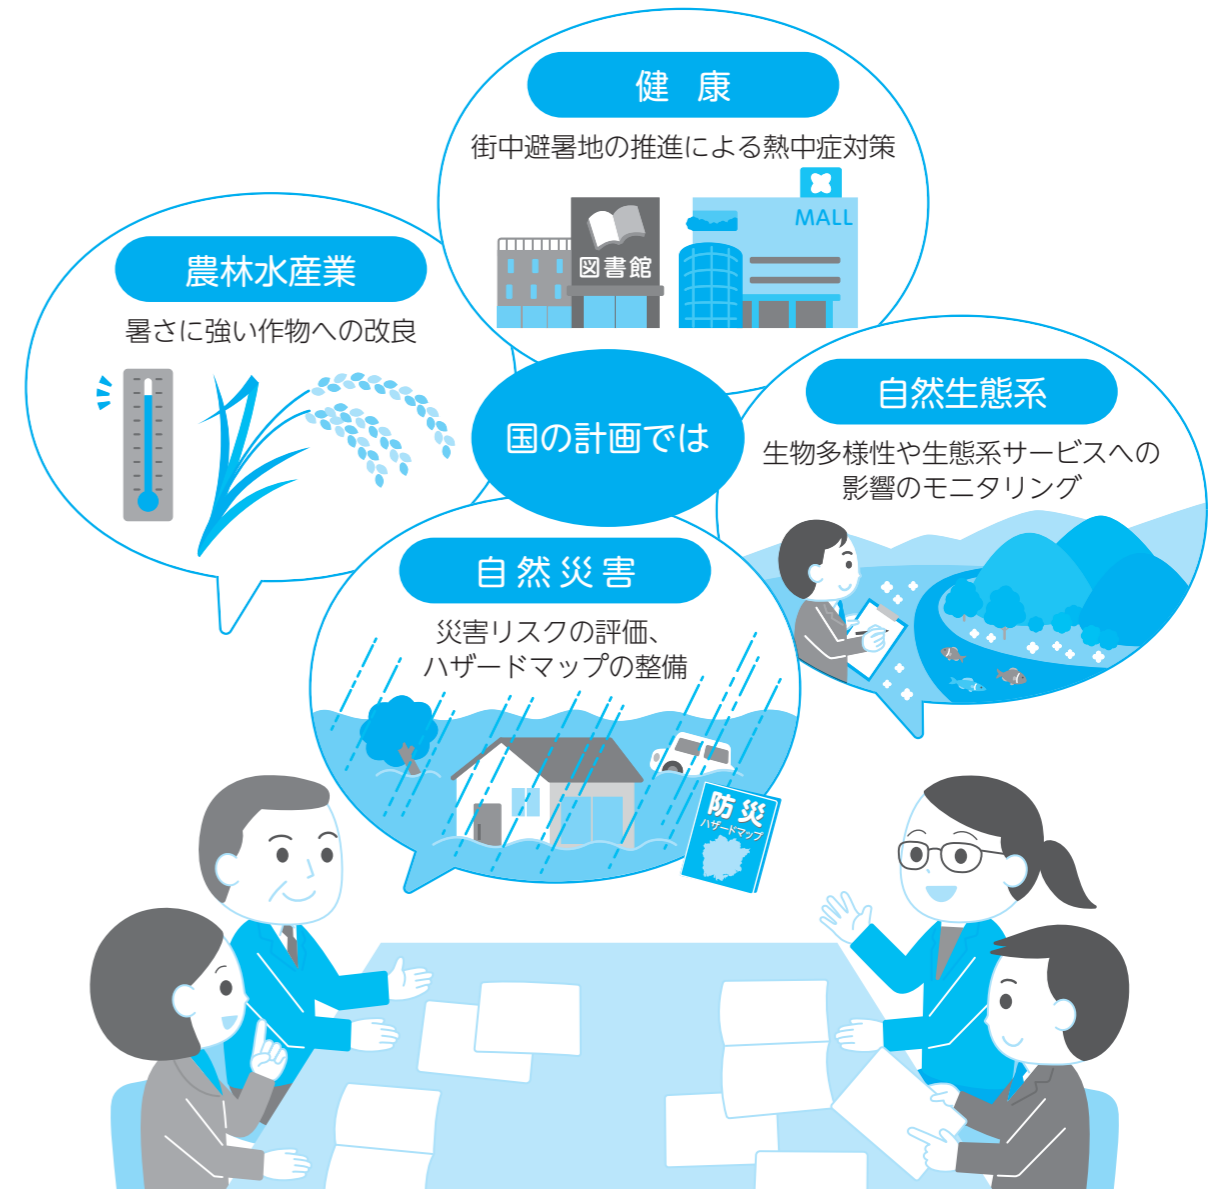 健康
街中避暑地の推進による熱中症対策
図書館
MALL
農林水産業
暑さに強い作物への改良
国の計画では
自然生態系
生物多様性や生態系サービスへの
影響のモニタリング
自然災害
災害リスクの評価、
ハザードマップの整備
防災
ハザードマップ